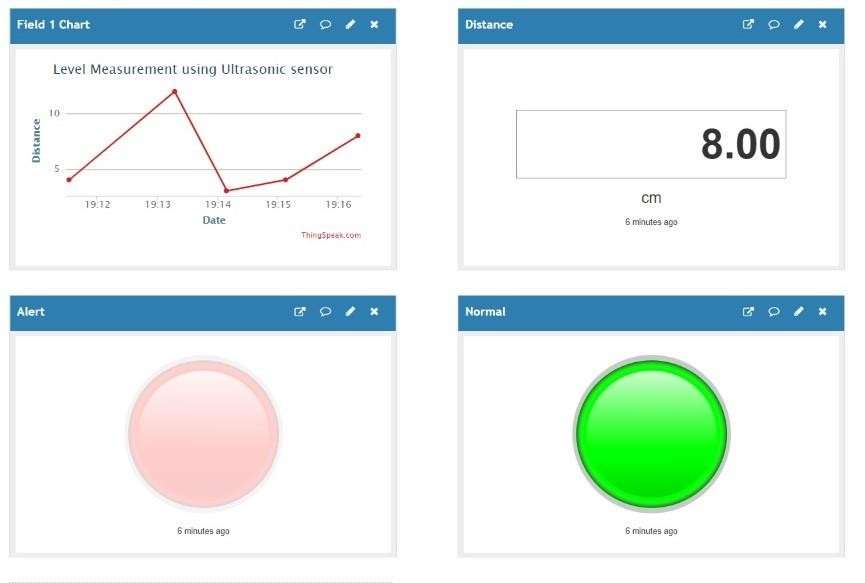 Field 1 Chart
Level Measurement using Ultrasonic sensor
Distance
10
5
19:12 19:13 19:14 19:15 19:16
Date
ThingSpeak.com
Distance
8.00
cm
6 minutes ago
Alert
6 minutes ago
Normal
6 minutes ago